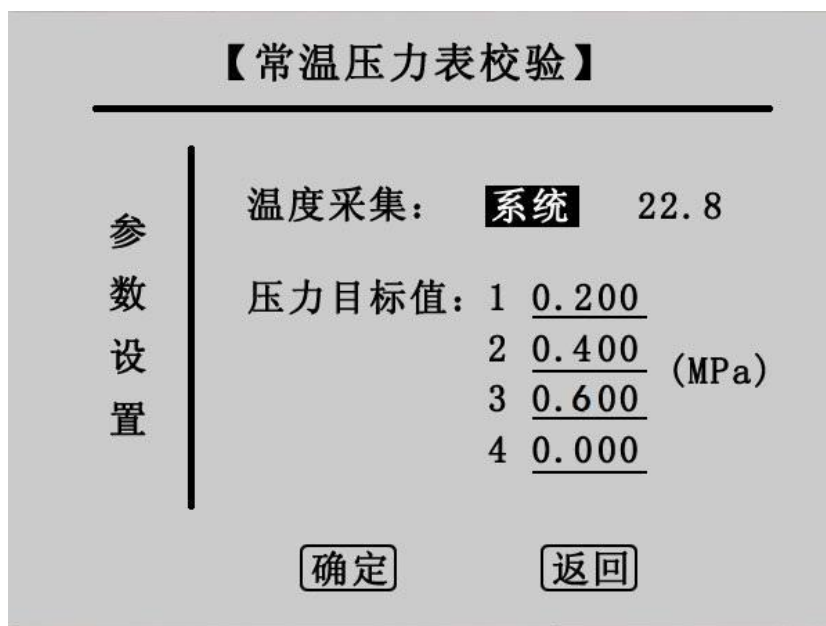 【常温压力表校验】
参数设置
温度采集： 系统 22.8
压力目标值：1 0.200
2 0.400
(MPa)
3 0.600
4 0.000
确定 返回